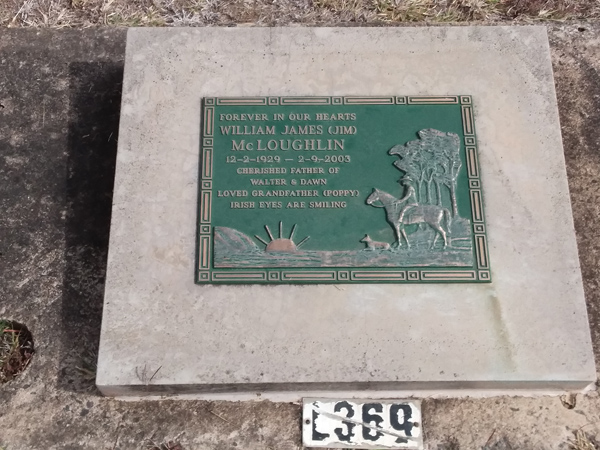 FOREVER IN OUR HEARTS
WILLIAM JAMES (JIM)
McLOUGHLIN
12-2-1929 — 2-9-2003
CHERISHED FATHER OF
WALTER & DAWN
LOVED GRANDFATHER (POPPY)
IRISH EYES ARE SMILING
L369